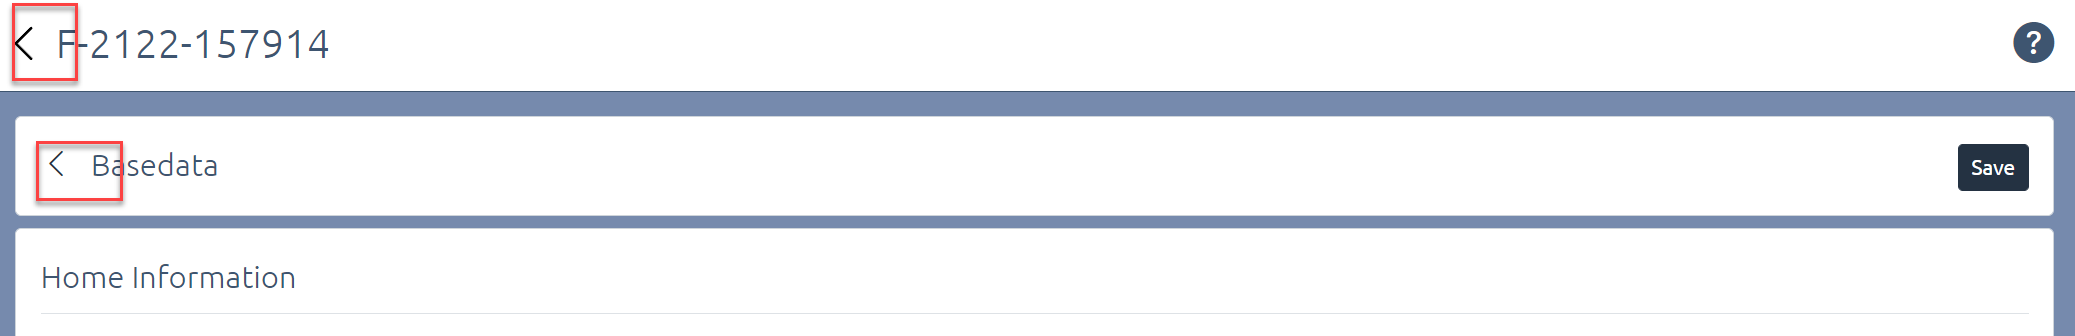 F-2122-157914
?
Basedata
Save
Home Information